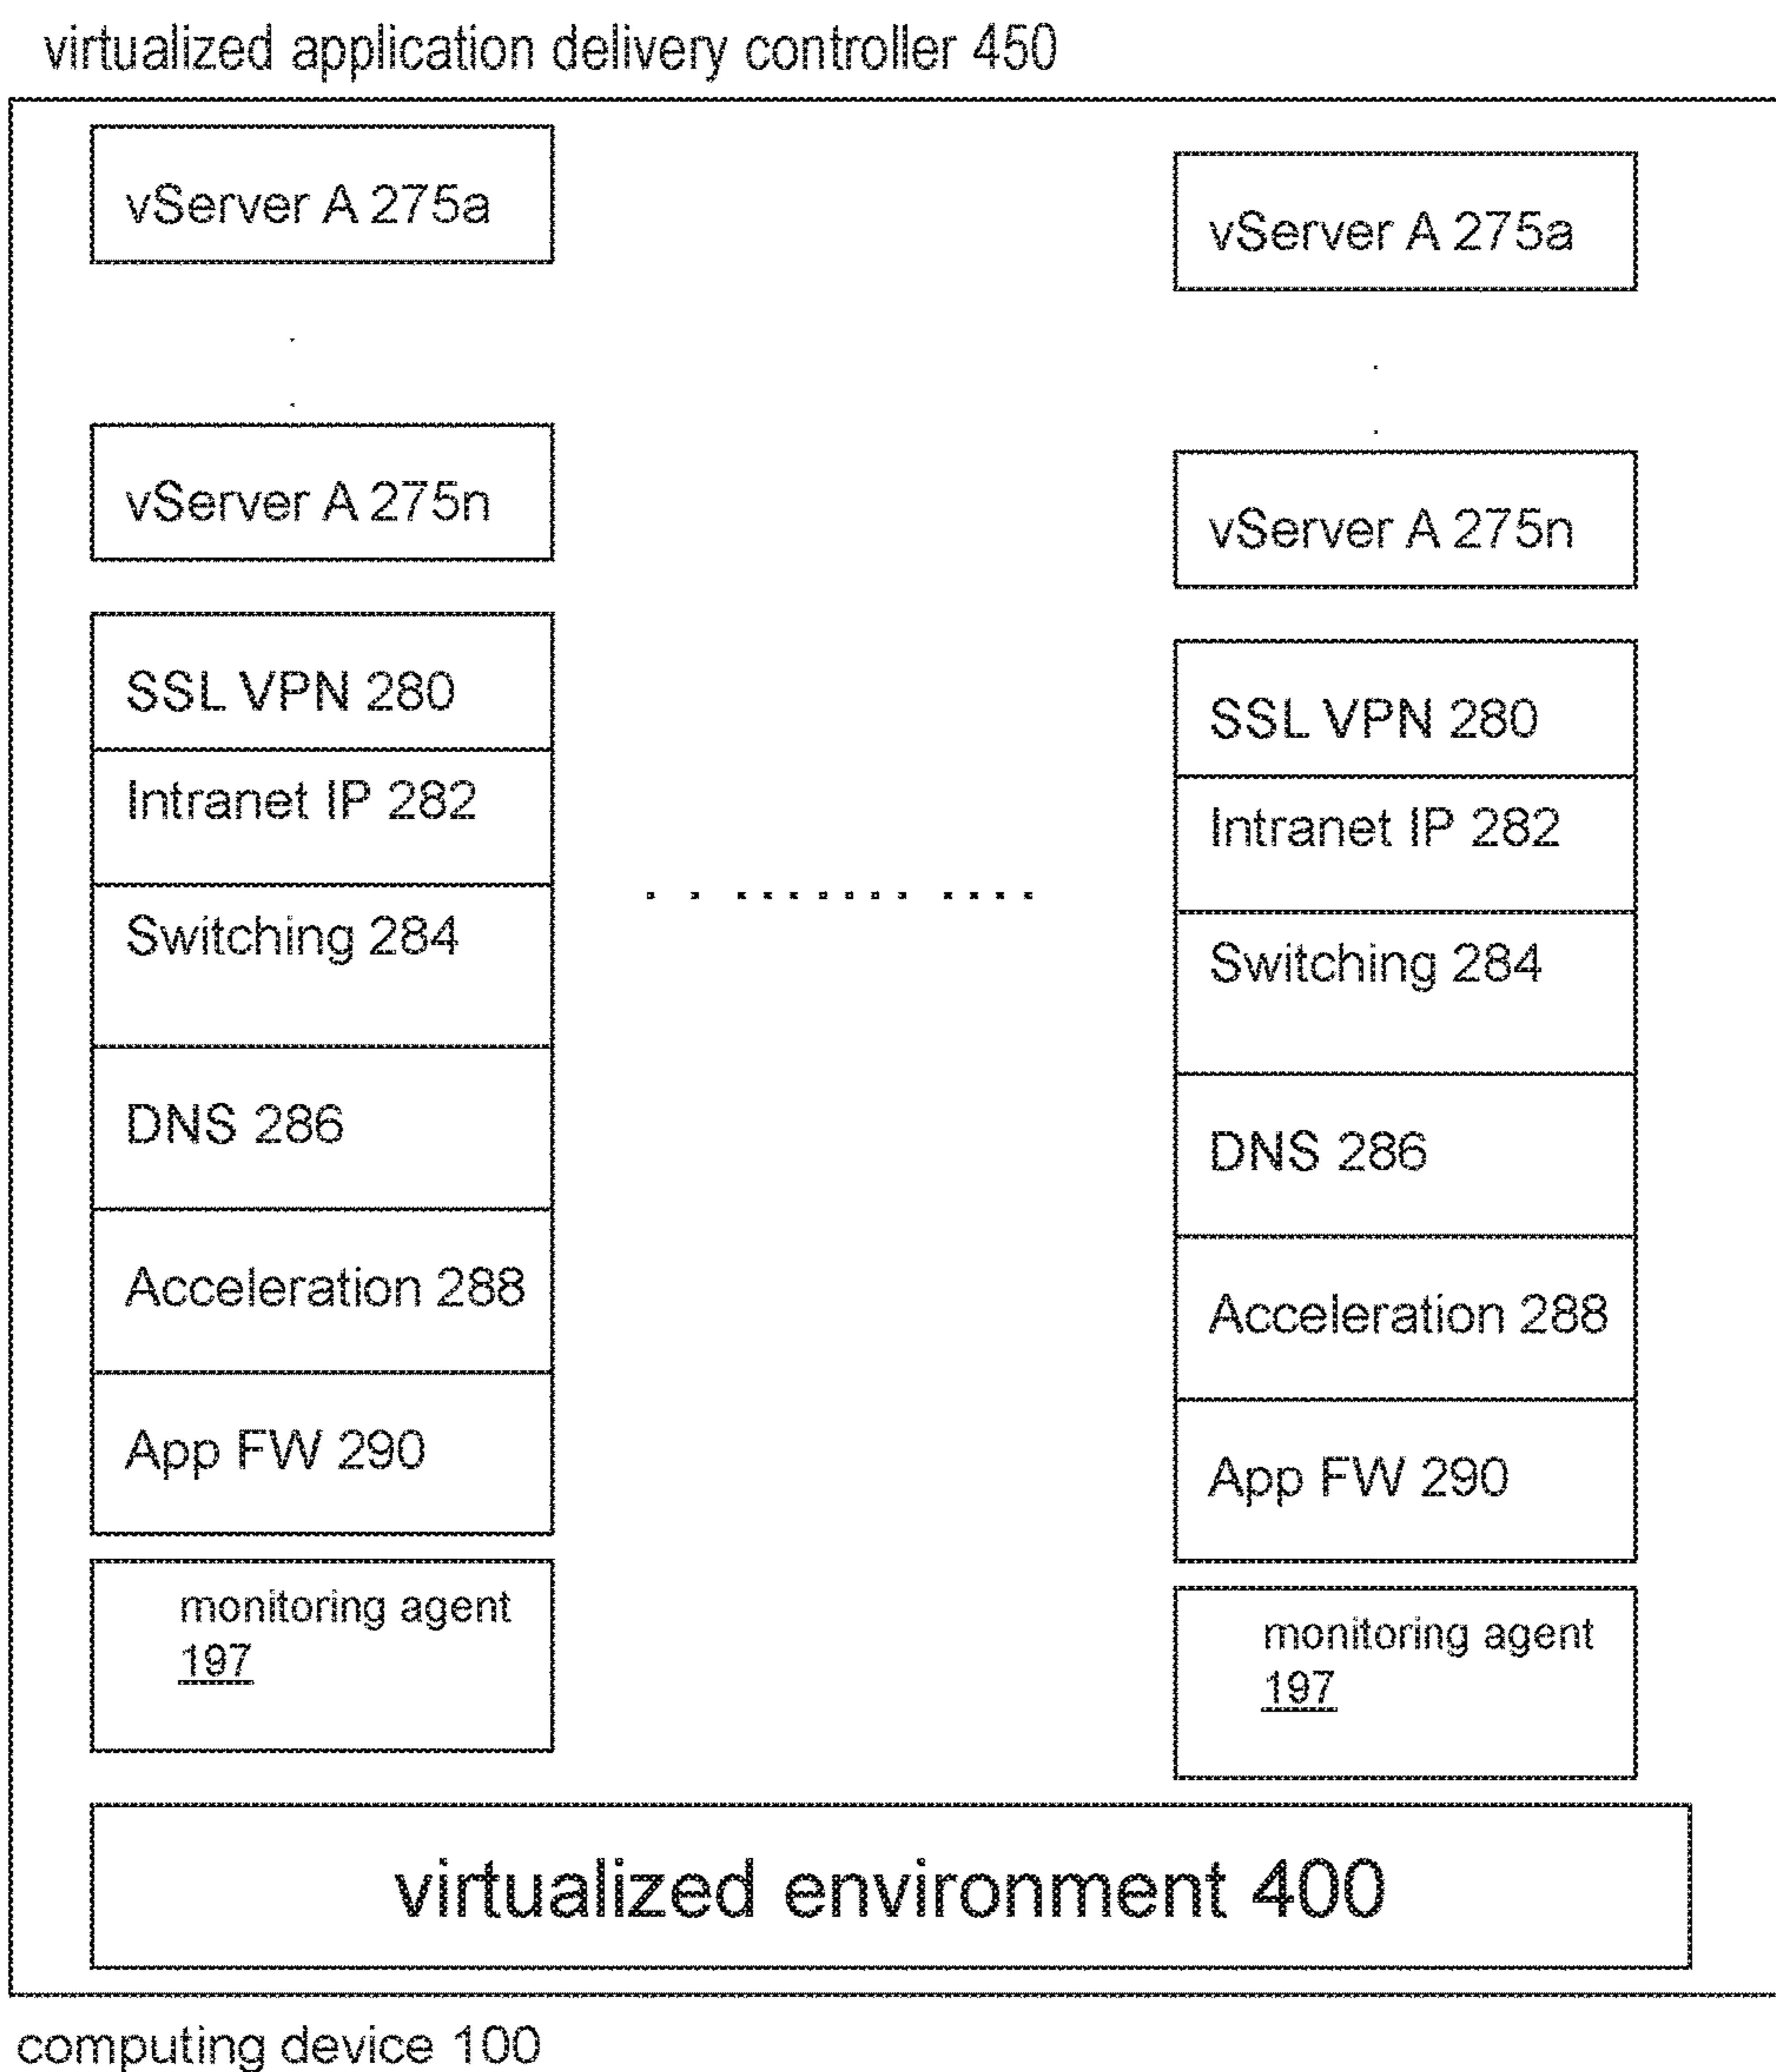 virtualized application delivery controller 450
vServer A 275a
vServer A 275n
SSL VPN 280
Intranet IP 282
Switching 284
DNS 286
Acceleration 288
App FW 290
monitoring agent
197
vServer A 275a
vServer A 275n
SSL VPN 280
Intranet IP 282
Switching 284
DNS 286
Acceleration 288
App FW 290
monitoring agent
197
virtualized environment 400
computing device 100